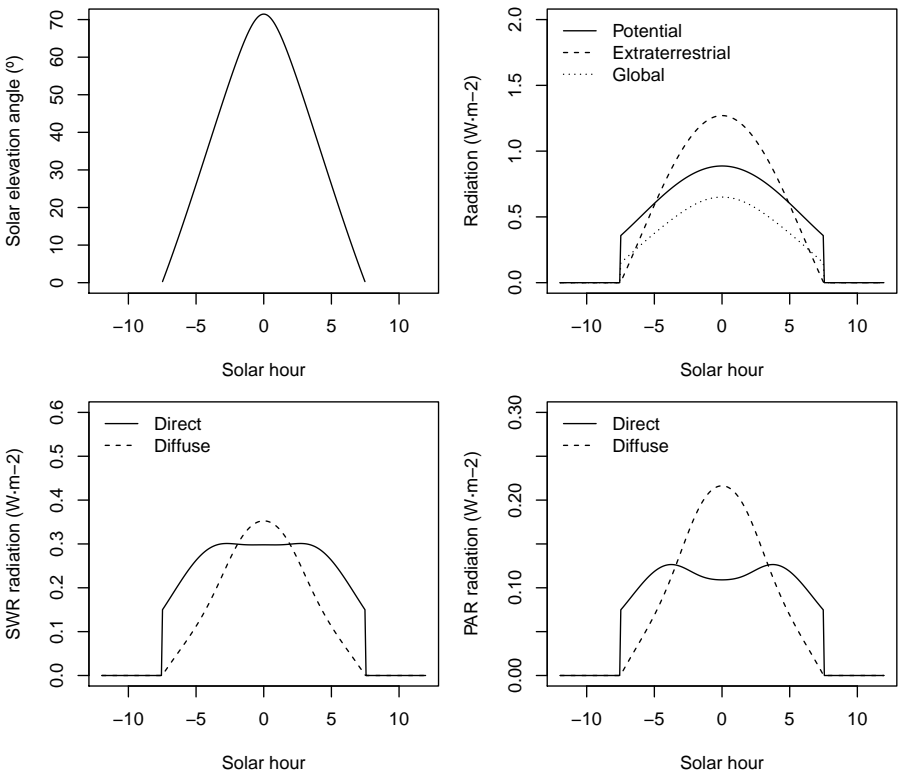 Solar elevation angle (º)
70
60
50
40
30
20
10
0
−10 −5 0 5 10
Solar hour
Radiation (W·m−2)
2.0
1.5
1.0
0.5
0.0
Potential
Extraterrestrial
Global
−10 −5 0 5 10
Solar hour
SWR radiation (W·m−2)
0.6
0.5
0.4
0.3
0.2
0.1
0.0
Direct
Diffuse
−10 −5 0 5 10
Solar hour
PAR radiation (W·m−2)
0.30
0.20
0.10
0.00
Direct
Diffuse
−10 −5 0 5 10
Solar hour